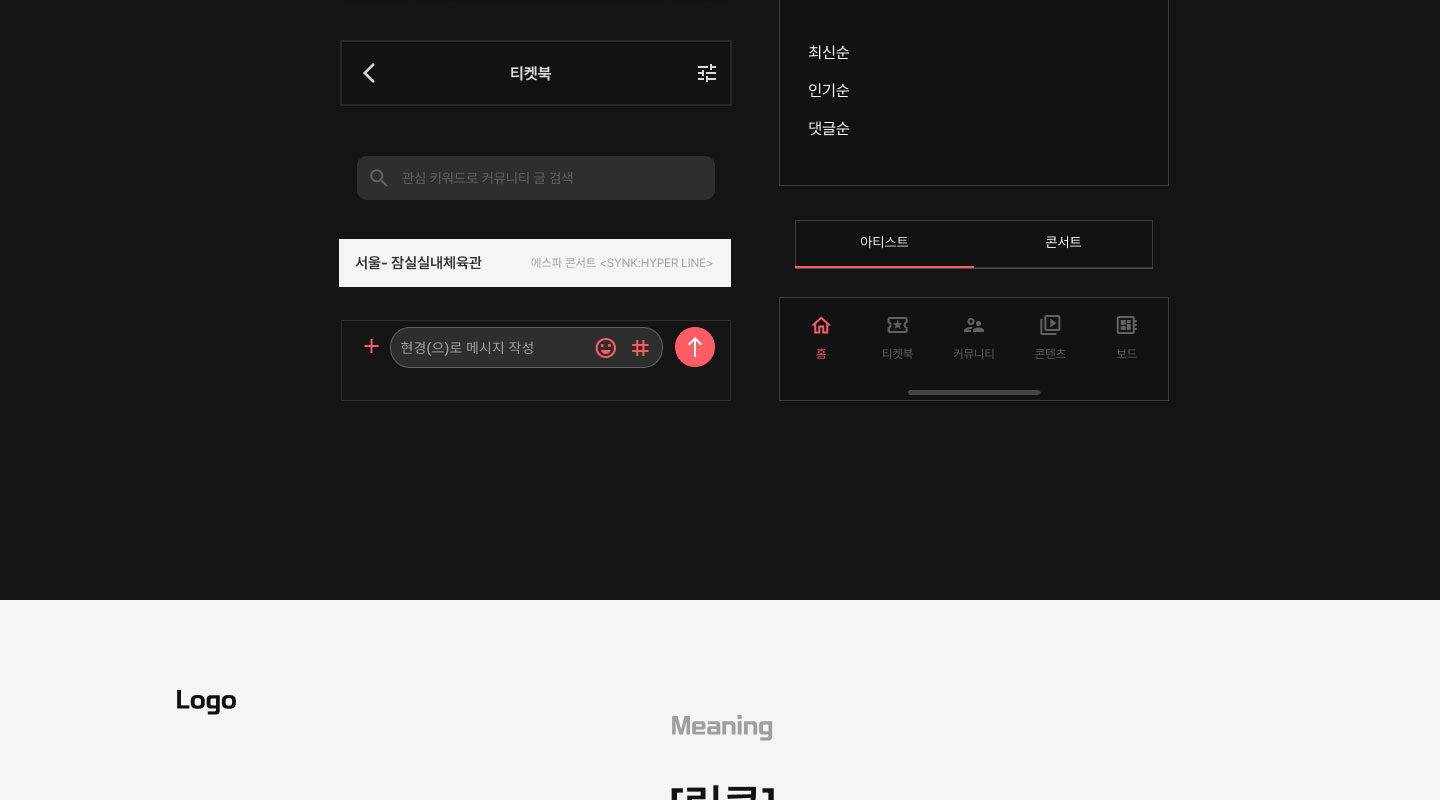 티켓북
관심 키워드로 커뮤니티 글 검색
서울- 잠실실내체육관
에스파 콘서트 <SYNK:HYPER LINE>
현경(으)로 메시지 작성
최신순
인기순
댓글순
아티스트
콘서트
홈
티켓북
커뮤니티
콘텐츠
보드
Logo
Meaning